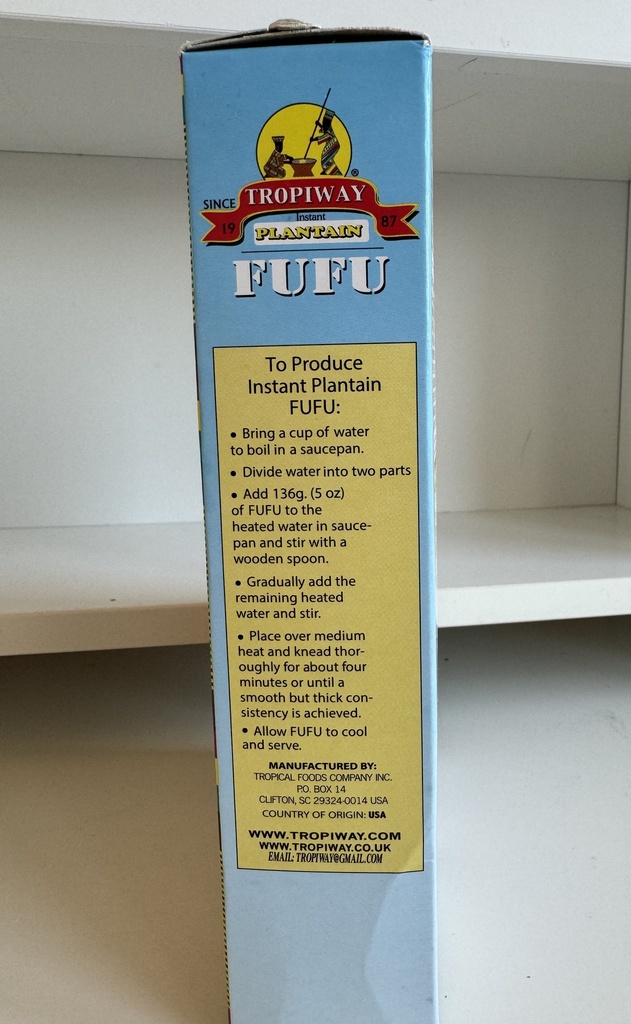 SINCE
TROPIWAY
®
19
Instant
87
PLANTAIN
FUFU
To Produce
Instant Plantain
FUFU:
• Bring a cup of water
to boil in a saucepan.
• Divide water into two parts
• Add 136g. (5 oz)
of FUFU to the
heated water in sauce-
pan and stir with a
wooden spoon.
• Gradually add the
remaining heated
water and stir.
• Place over medium
heat and knead thor-
oughly for about four
minutes or until a
smooth but thick con-
sistency is achieved.
• Allow FUFU to cool
and serve.
MANUFACTURED BY:
TROPICAL FOODS COMPANY INC.
P.O. BOX 14
CLIFTON, SC 29324-0014 USA
COUNTRY OF ORIGIN: USA
WWW.TROPIWAY.COM
WWW.TROPIWAY.CO.UK
EMAIL: TROPIWAY@GMAIL.COM